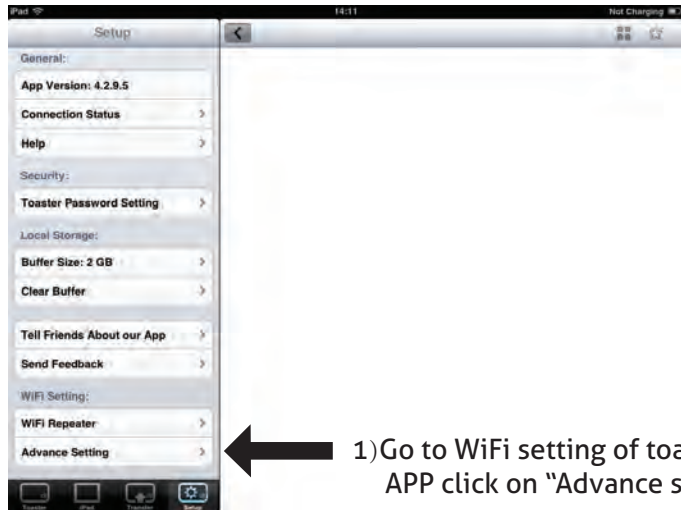 iPad 14:11 Not Charging
Setup
General:
App Version: 4.2.9.5
Connection Status
Help
Security:
Toaster Password Setting
Local Storage:
Buffer Size: 2 GB
Clear Buffer
Tell Friends About our App
Send Feedback
WiFi Setting:
WiFi Repeater
Advance Setting
1)Go to WiFi setting of toa
APP click on "Advance s
Toaster iPad Transfer Setup